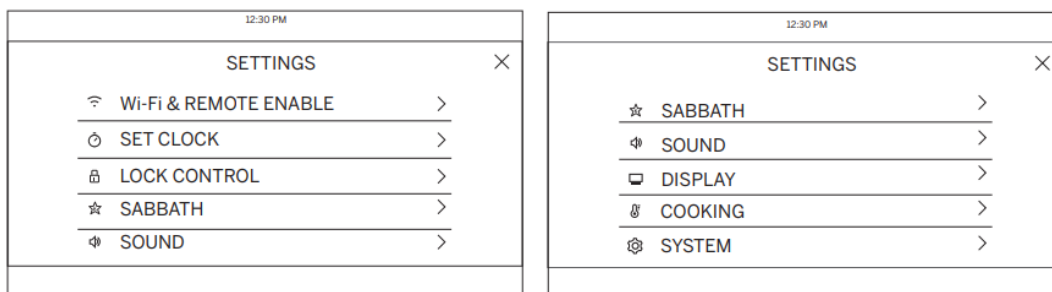 12:30 PM
SETTINGS
Wi-Fi & REMOTE ENABLE
SET CLOCK
LOCK CONTROL
SABBATH
SOUND
12:30 PM
SETTINGS
SABBATH
SOUND
DISPLAY
COOKING
SYSTEM